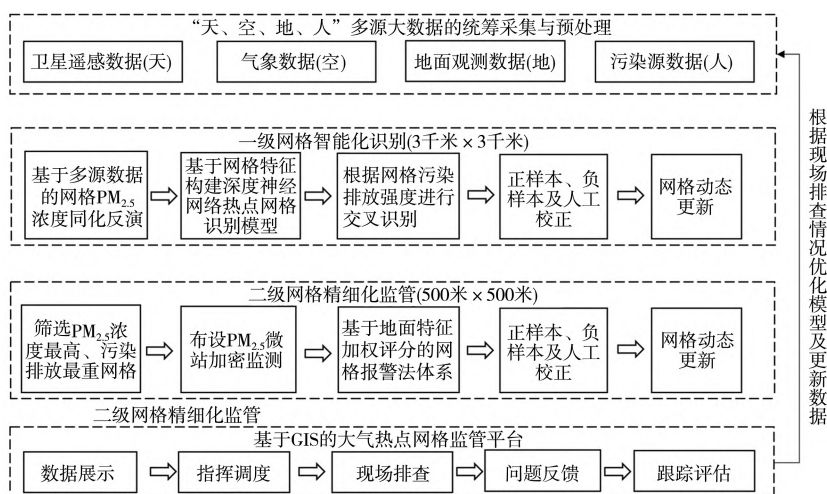 “天、空、地、人”多源大数据的统筹采集与预处理
卫星遥感数据(天)
气象数据(空)
地面观测数据(地)
污染源数据(人)
一级网格智能化识别(3千米×3千米)
基于多源数据
的网格PM2.5
浓度同化反演
基于网格特征
构建深度神经
网络热点网格
识别模型
根据网格污染
排放强度进行
交叉识别
正样本、负
样本及人工
校正
网格动态
更新
二级网格精细化监管(500米×500米)
筛选PM2.5浓
度最高、污染
排放最重网格
布设PM2.5微
站加密监测
基于地面特征
加权评分的网
格报警法体系
正样本、负
样本及人工
校正
网格动态
更新
二级网格精细化监管
基于GIS的大气热点网格监管平台
数据展示
指挥调度
现场排查
问题反馈
跟踪评估
根据现场排查情况优化模型及更新数据